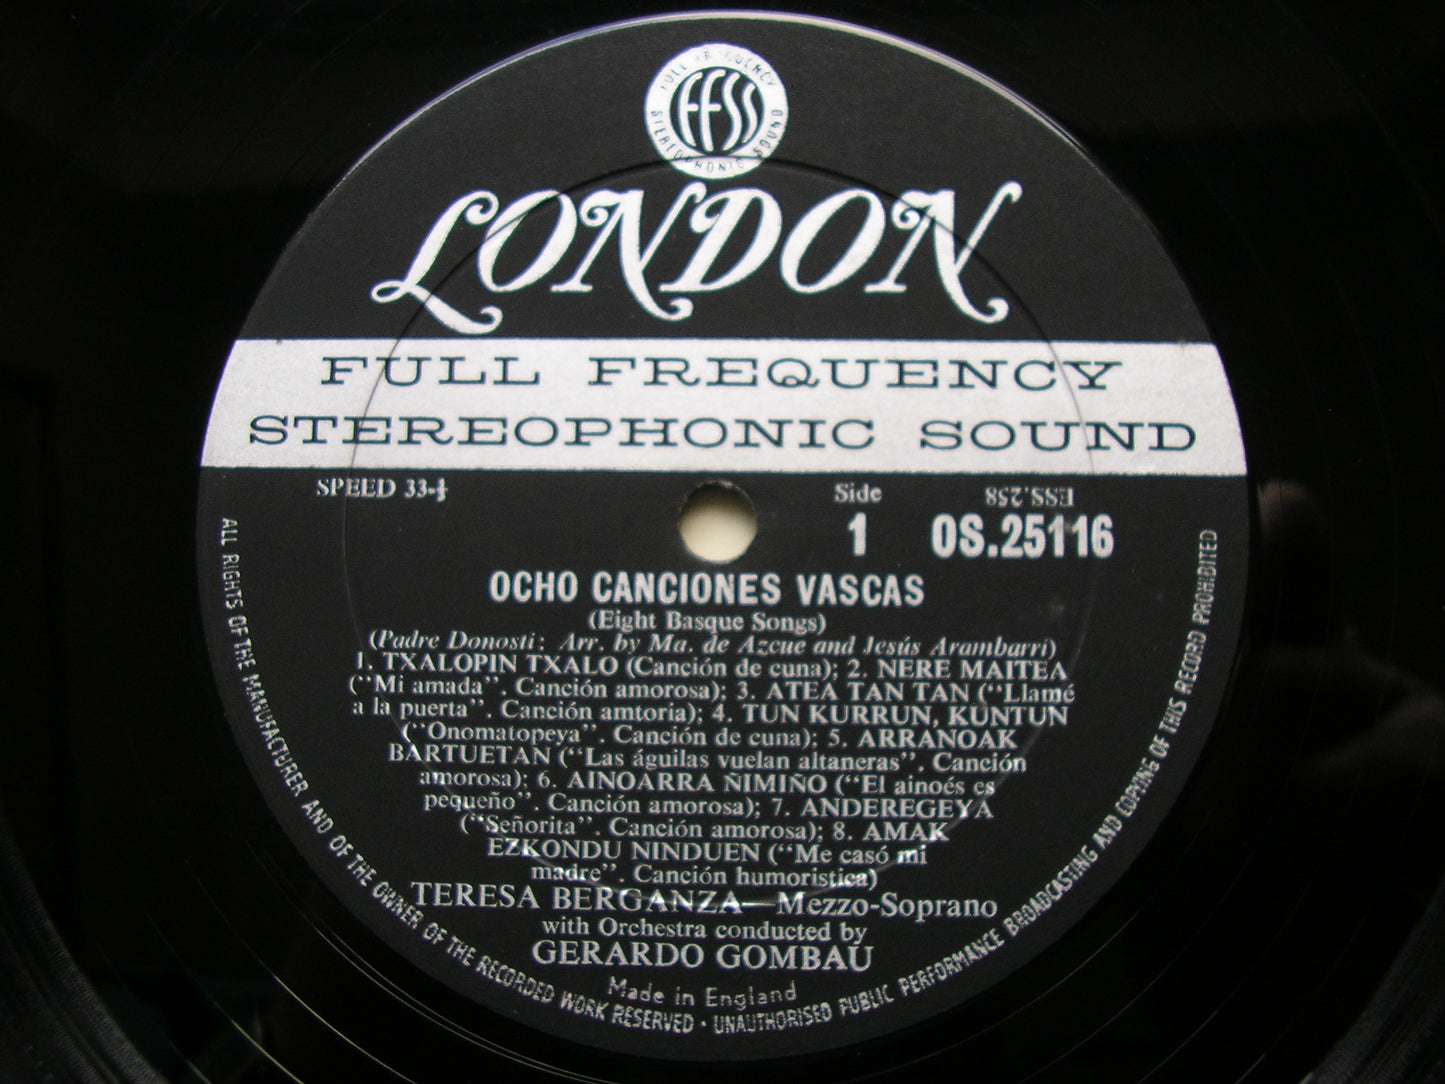 FULL FREQUENCY
STEREOPHONIC SOUND
FFSS
LONDON
FULL FREQUENCY
STEREOPHONIC SOUND
SPEED 33-⅓
Side
1
ESS.258
OS.25116
OCHO CANCIONES VASCAS
(Eight Basque Songs)
(Padre Donosti: Arr. by Ma. de Azcue and Jesús Arambarri)
1. TXALOPIN TXALO (Canción de cuna); 2. NERE MAITEA
("Mi amada". Canción amorosa); 3. ATEA TAN TAN ("Llamé
a la puerta". Canción amtoria); 4. TUN KURRUN, KUNTUN
("Onomatopeya". Canción de cuna); 5. ARRANOAK
BARTUETAN ("Las águilas vuelan altaneras". Canción
amorosa); 6. AINOARRA ÑIMIÑO ("El ainoés es
pequeño". Canción amorosa); 7. ANDEREGEYA
("Señorita". Canción amorosa); 8. AMAK
EZKONDU NINDUEN ("Me casó mi
madre". Canción humoristica)
TERESA BERGANZA—Mezzo-Soprano
with Orchestra conducted by
GERARDO GOMBAU
Made in England
ALL RIGHTS OF THE MANUFACTURER AND OF THE OWNER OF THE RECORDED WORK RESERVED · UNAUTHORISED PUBLIC PERFORMANCE BROADCASTING AND COPYING OF THIS RECORD PROHIBITED